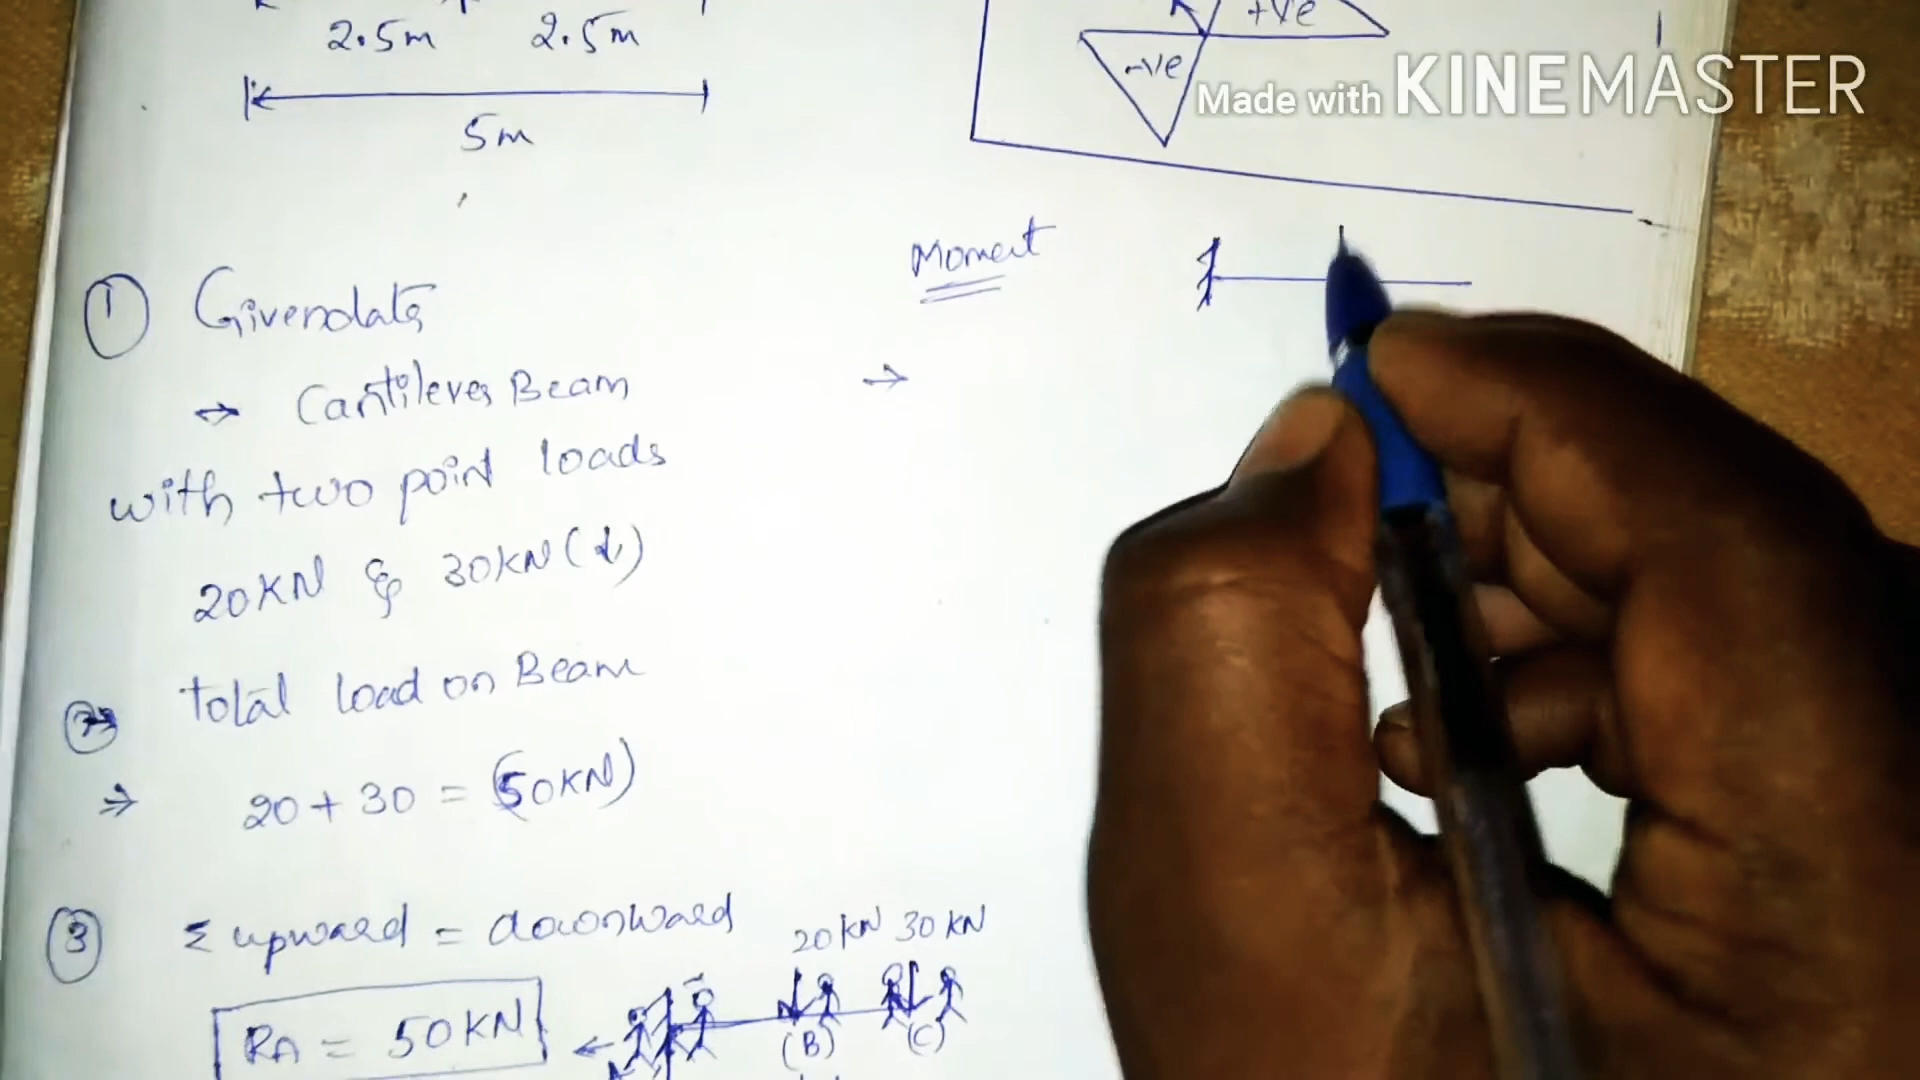 2.5m 2.5m
5m
+ve
-ve
Made with KINEMASTER
Moment
① Givendata
→ Cantilever Beam
with two point loads
20KN & 30KN (↓)
total load on Beam
⇒ 20 + 30 = (50KN)
③ Σ upward = downward
20KN 30KN
RA = 50KN
(B) (C)